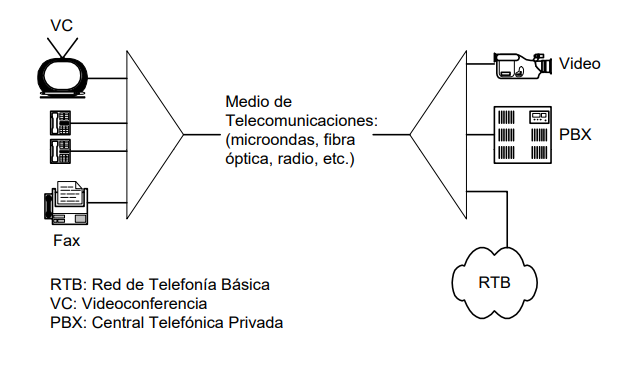 VC
Video
Medio de
Telecomunicaciones:
(microondas, fibra
óptica, radio, etc.)
PBX
Fax
RTB
RTB: Red de Telefonía Básica
VC: Videoconferencia
PBX: Central Telefónica Privada